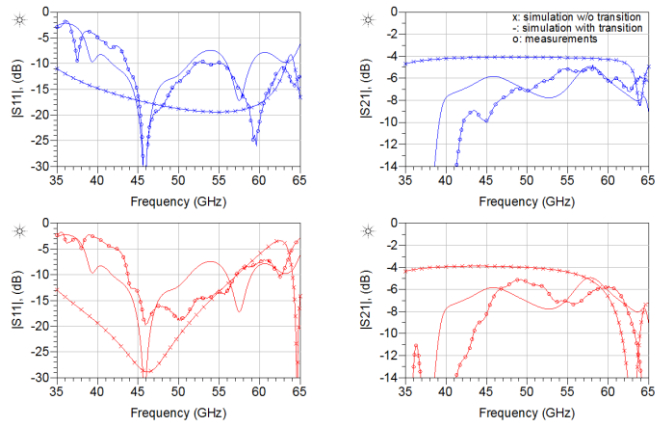 0
-5
-10
-15
-20
-25
-30
|S11|, (dB)
35 40 45 50 55 60 65
Frequency (GHz)
0
-2
-4
-6
-8
-10
-12
-14
|S21|, (dB)
x: simulation w/o transition
-: simulation with transition
o: measurements
35 40 45 50 55 60 65
Frequency (GHz)
0
-5
-10
-15
-20
-25
-30
|S11|, (dB)
35 40 45 50 55 60 65
Frequency (GHz)
0
-2
-4
-6
-8
-10
-12
-14
|S21|, (dB)
35 40 45 50 55 60 65
Frequency (GHz)